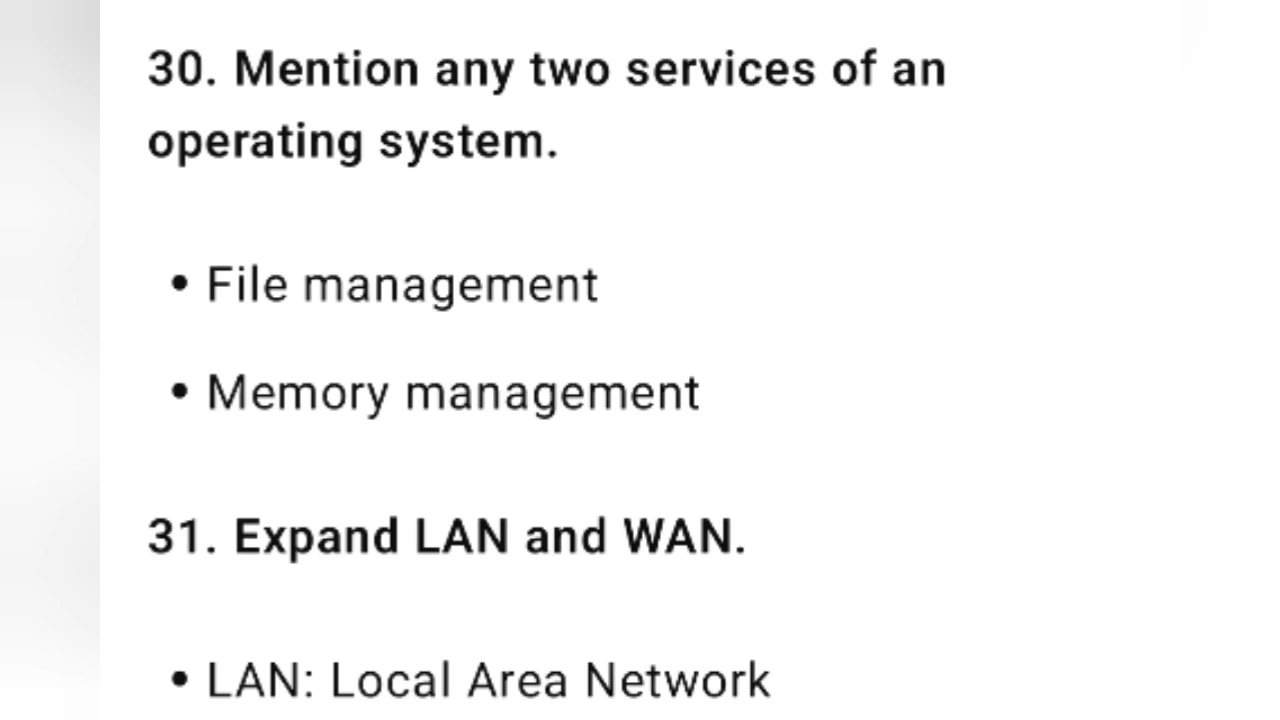 30. Mention any two services of an
operating system.
• File management
• Memory management
31. Expand LAN and WAN.
• LAN: Local Area Network